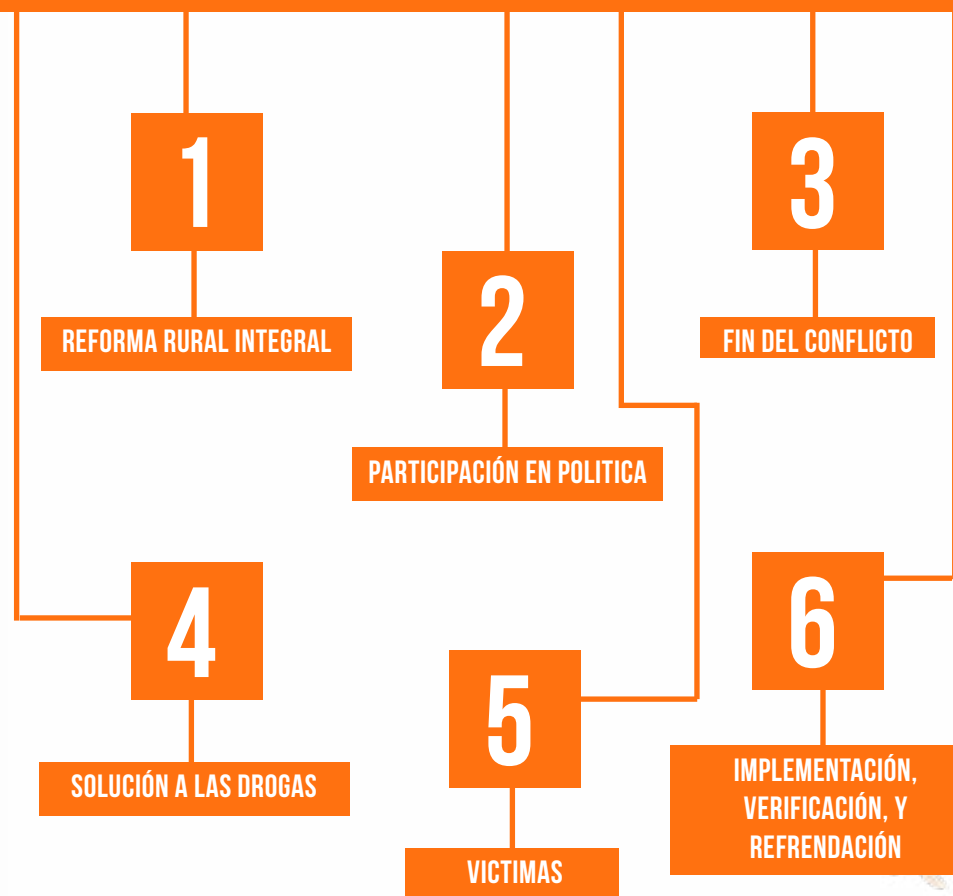 1
REFORMA RURAL INTEGRAL
2
PARTICIPACIÓN EN POLITICA
3
FIN DEL CONFLICTO
4
SOLUCIÓN A LAS DROGAS
5
VICTIMAS
6
IMPLEMENTACIÓN,
VERIFICACIÓN, Y
REFRENDACIÓN